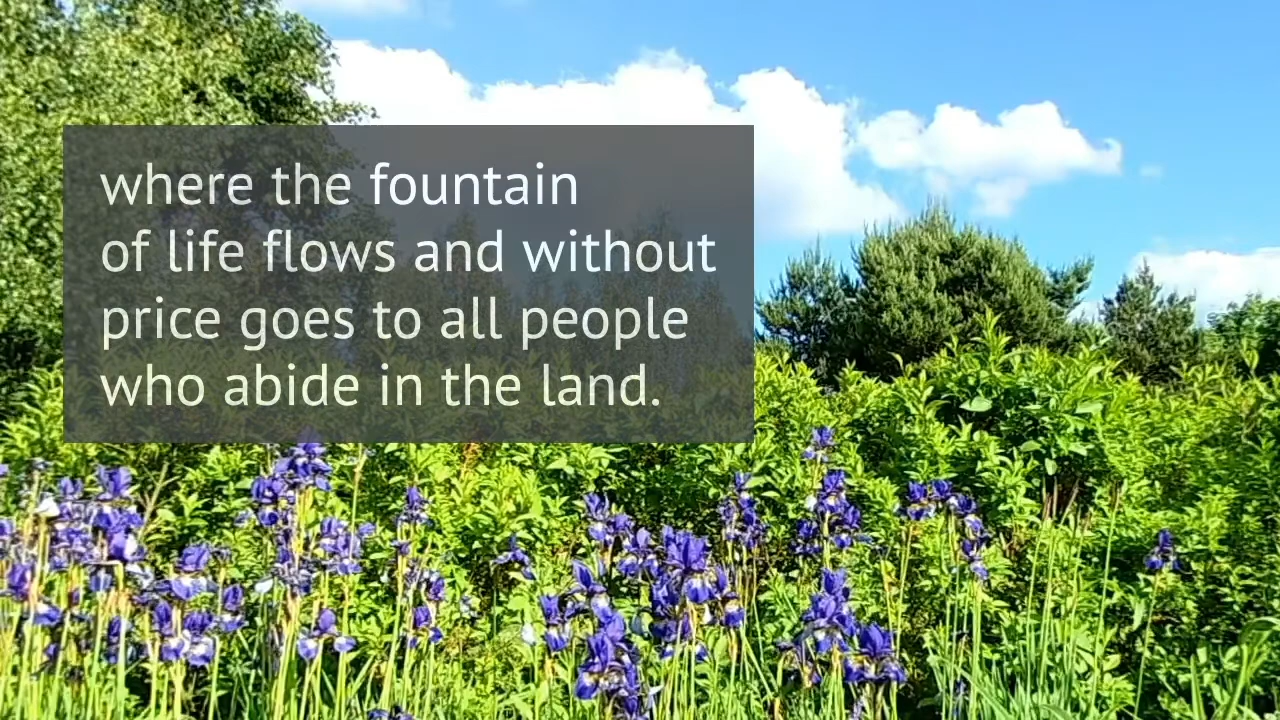 where the fountain
of life flows and without
price goes to all people
who abide in the land.